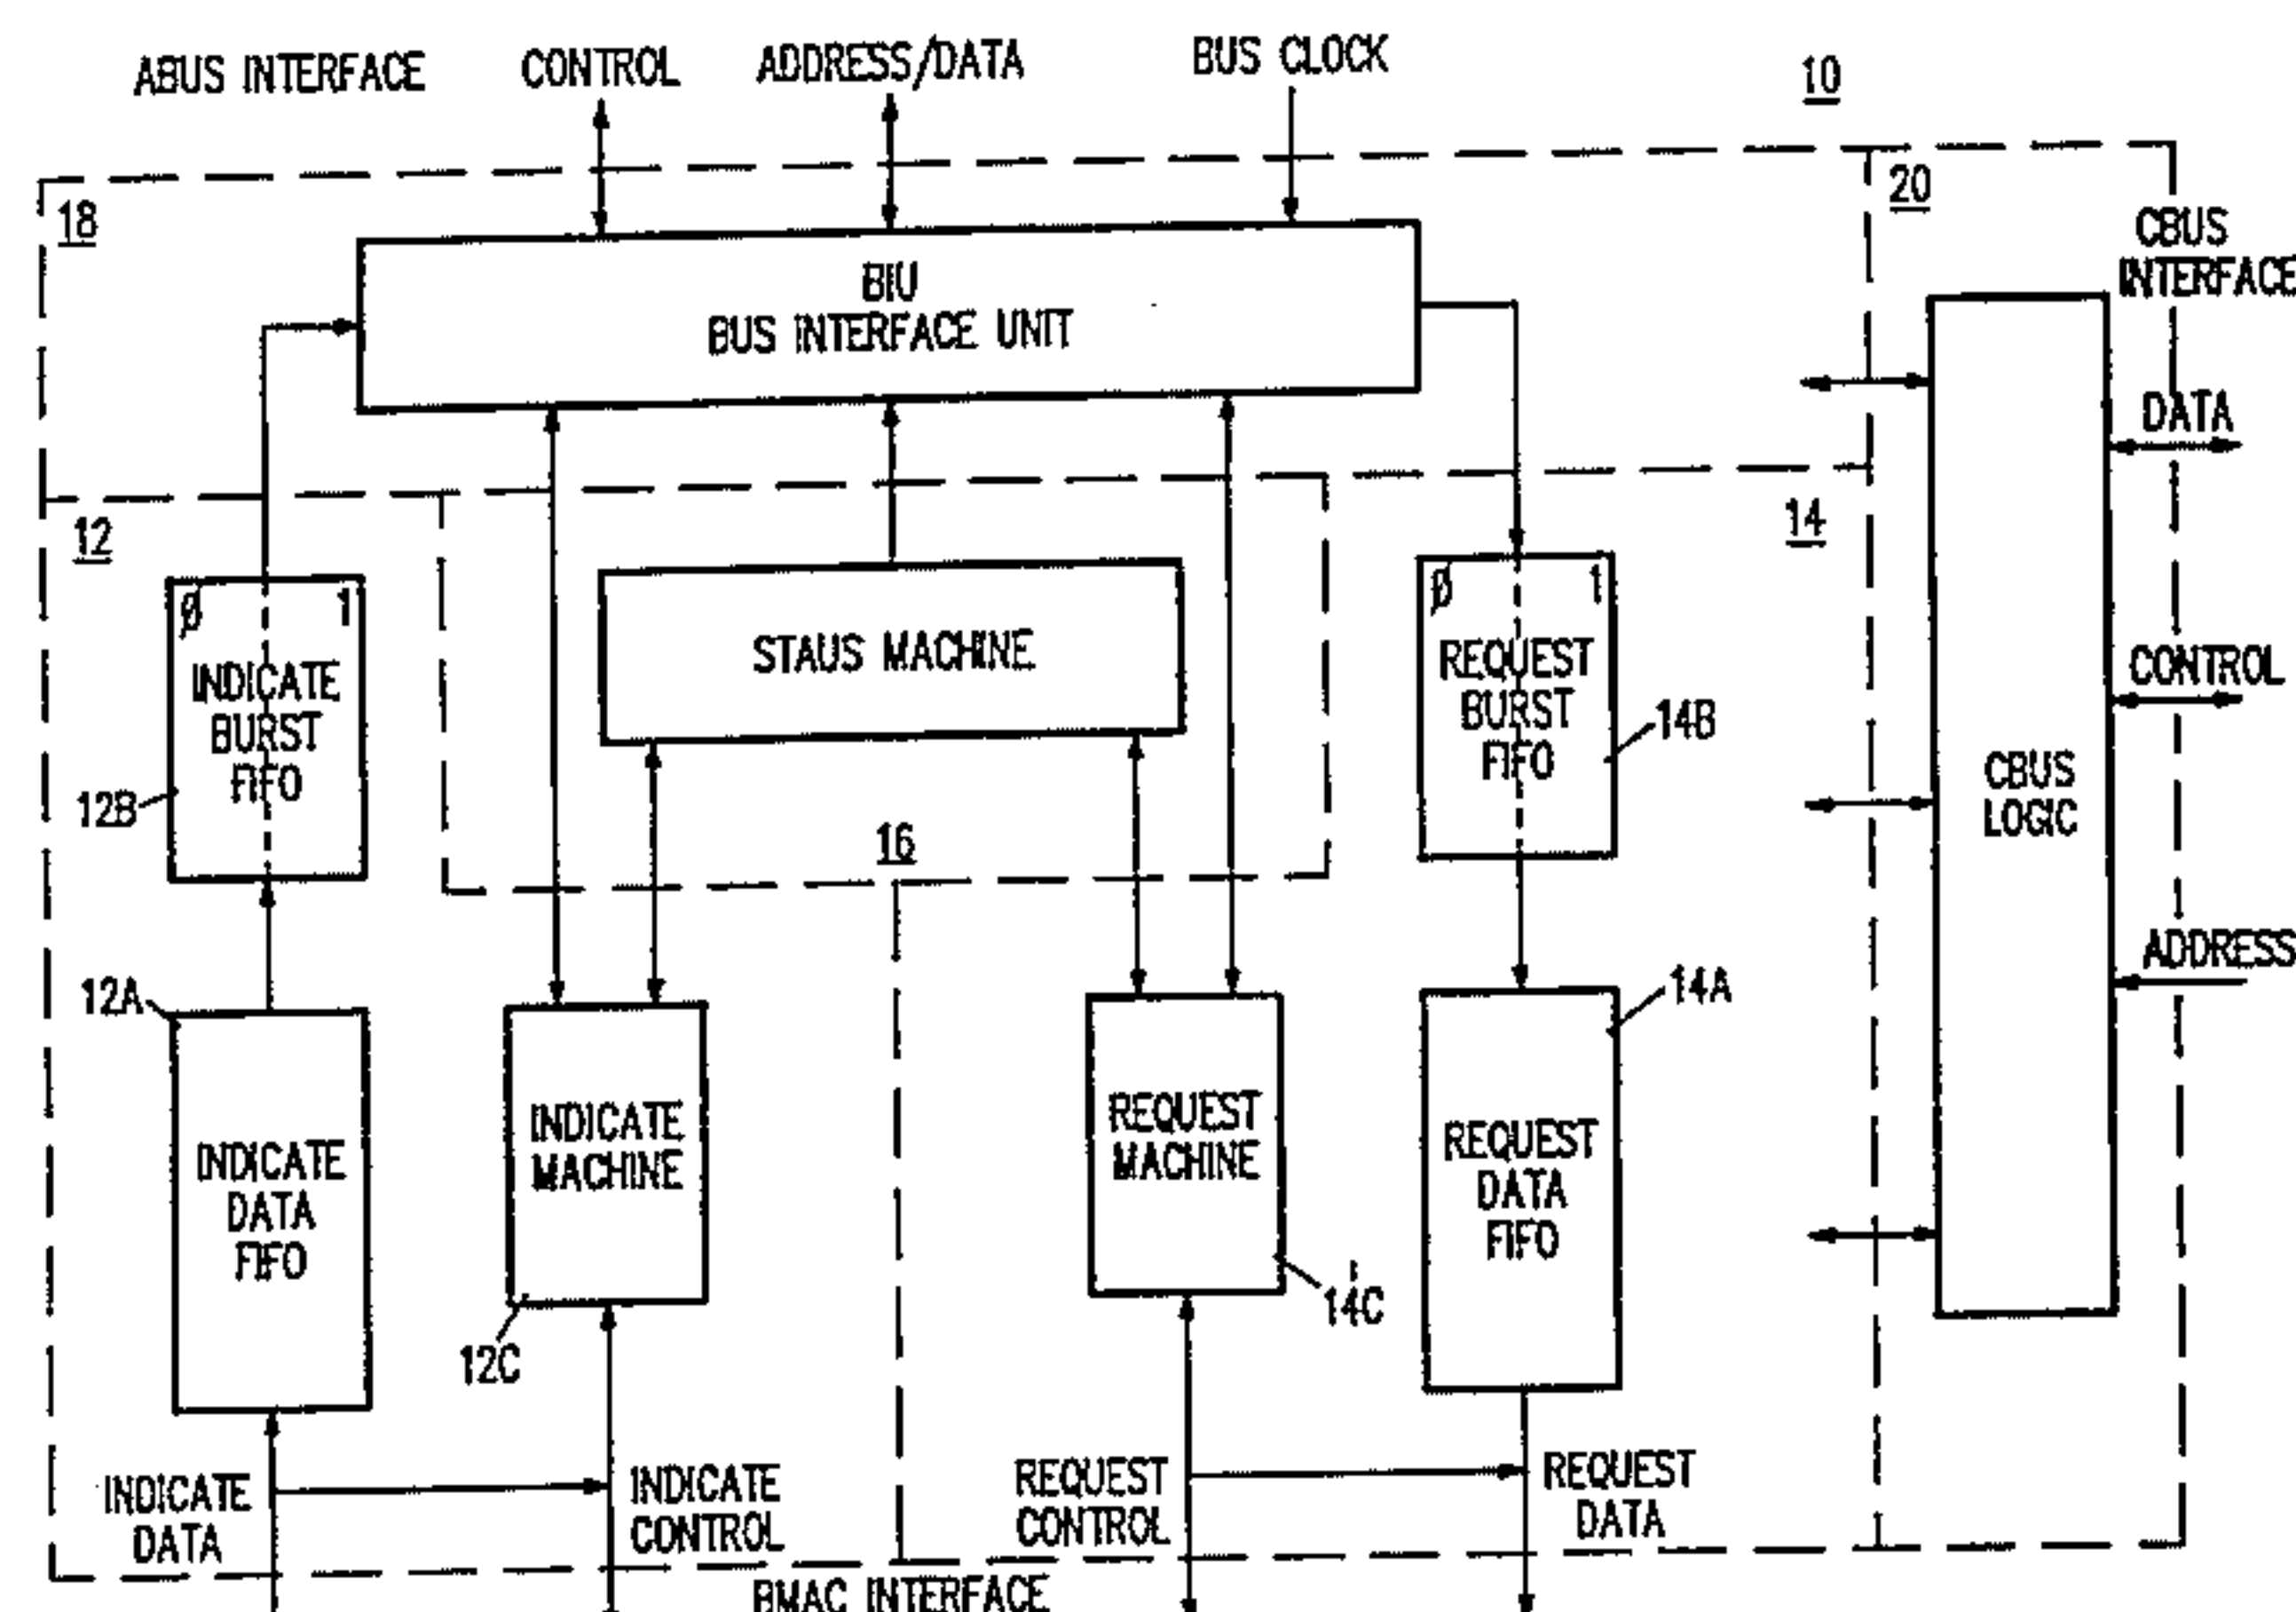 ABUS INTERFACE
CONTROL
ADDRESS/DATA
BUS CLOCK
10
18
20
CBUS
INTERFACE
BIU
BUS INTERFACE UNIT
DATA
12
14
Ø 1
INDICATE
BURST
FIFO
12B
STAUS MACHINE
Ø 1
REQUEST
BURST
FIFO
14B
CONTROL
CBUS
LOGIC
16
ADDRESS
12A
14A
INDICATE
DATA
FIFO
INDICATE
MACHINE
12C
REQUEST
MACHINE
14C
REQUEST
DATA
FIFO
INDICATE
DATA
INDICATE
CONTROL
REQUEST
CONTROL
REQUEST
DATA
BMAC INTERFACE